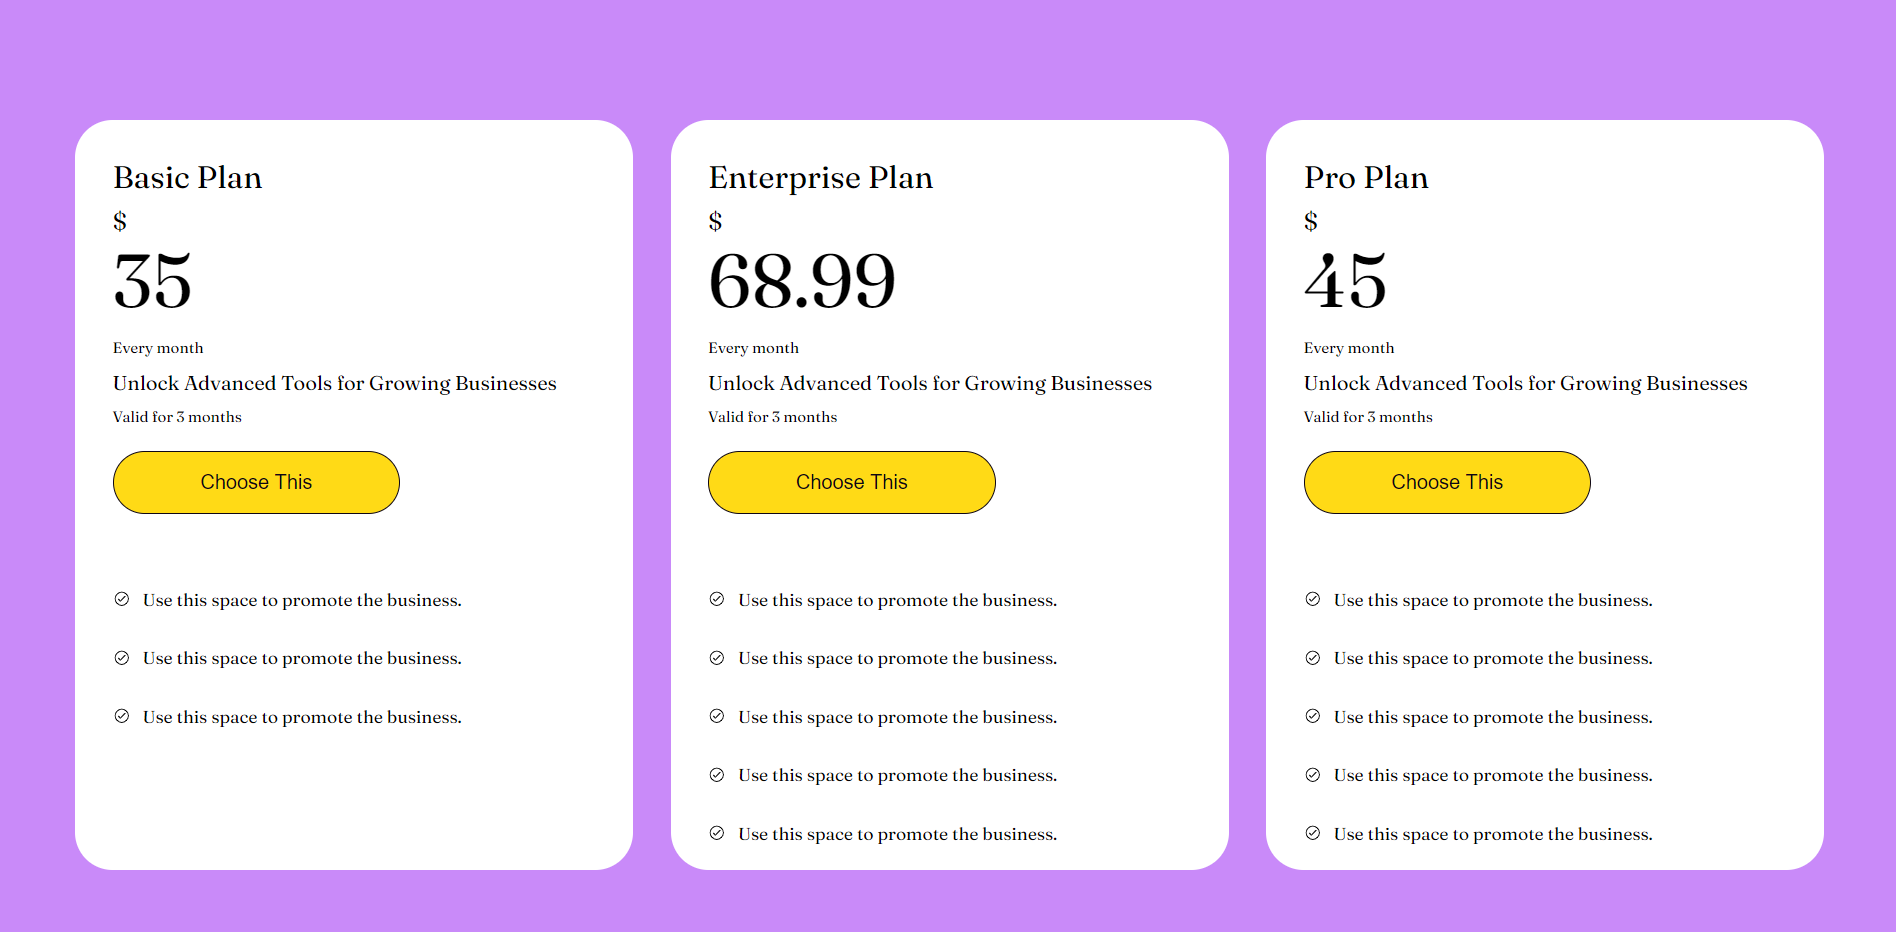 Basic Plan
$
35
Every month
Unlock Advanced Tools for Growing Businesses
Valid for 3 months
Choose This
Use this space to promote the business.
Use this space to promote the business.
Use this space to promote the business.
Enterprise Plan
$
68.99
Every month
Unlock Advanced Tools for Growing Businesses
Valid for 3 months
Choose This
Use this space to promote the business.
Use this space to promote the business.
Use this space to promote the business.
Use this space to promote the business.
Use this space to promote the business.
Pro Plan
$
45
Every month
Unlock Advanced Tools for Growing Businesses
Valid for 3 months
Choose This
Use this space to promote the business.
Use this space to promote the business.
Use this space to promote the business.
Use this space to promote the business.
Use this space to promote the business.